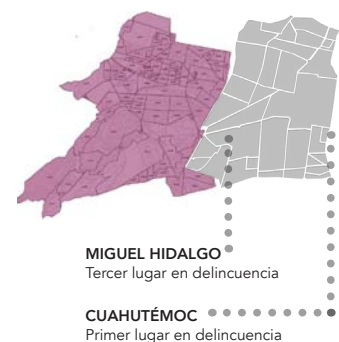 MIGUEL HIDALGO
Tercer lugar en delincuencia
CUAHUTÉMOC
Primer lugar en delincuencia